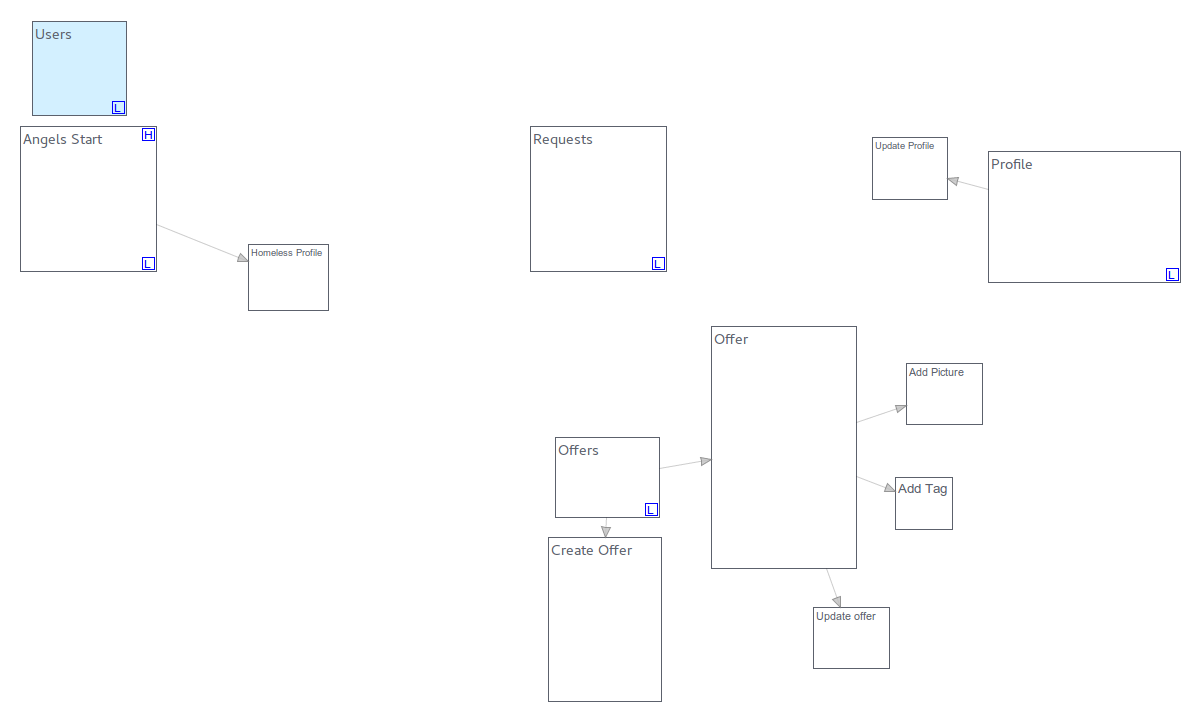 Users
L
Angels Start
H
L
Homeless Profile
Requests
L
Update Profile
Profile
L
Offer
Add Picture
Offers
L
Add Tag
Create Offer
Update offer